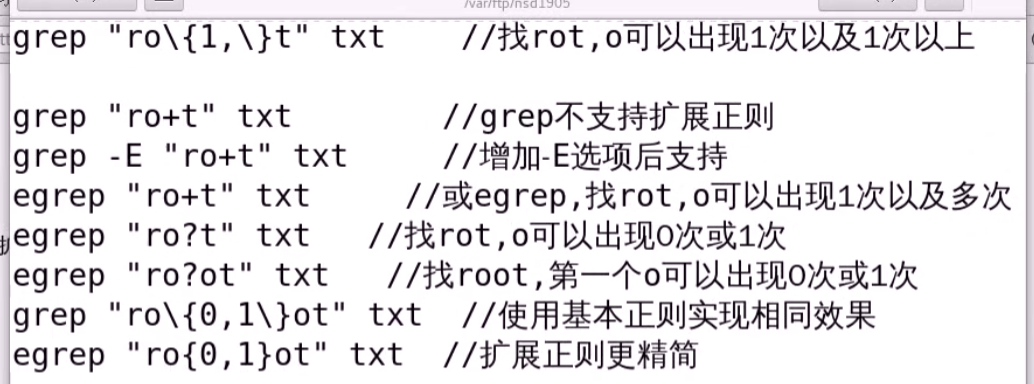 /var/ftp/nsd1905
grep "ro\{1,\}t" txt //找rot,o可以出现1次以及1次以上
grep "ro+t" txt //grep不支持扩展正则
grep -E "ro+t" txt //增加-E选项后支持
egrep "ro+t" txt //或egrep,找rot,o可以出现1次以及多次
egrep "ro?t" txt //找rot,o可以出现0次或1次
egrep "ro?ot" txt //找root,第一个o可以出现0次或1次
grep "ro\{0,1\}ot" txt //使用基本正则实现相同效果
egrep "ro{0,1}ot" txt //扩展正则更精简